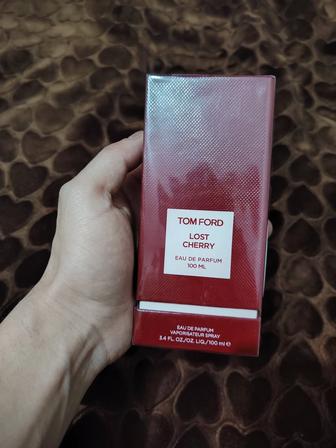 TOM FORD
LOST
CHERRY
EAU DE PARFUM
100 ML
EAU DE PARFUM
VAPORISATEUR SPRAY
3.4 FL. OZ./OZ. LIQ./100 ml ℮